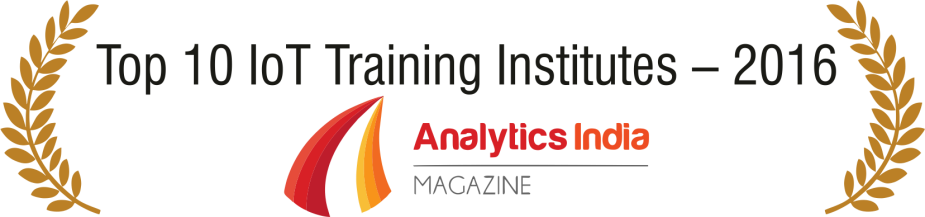 Top 10 IoT Training Institutes – 2016
Analytics India
MAGAZINE